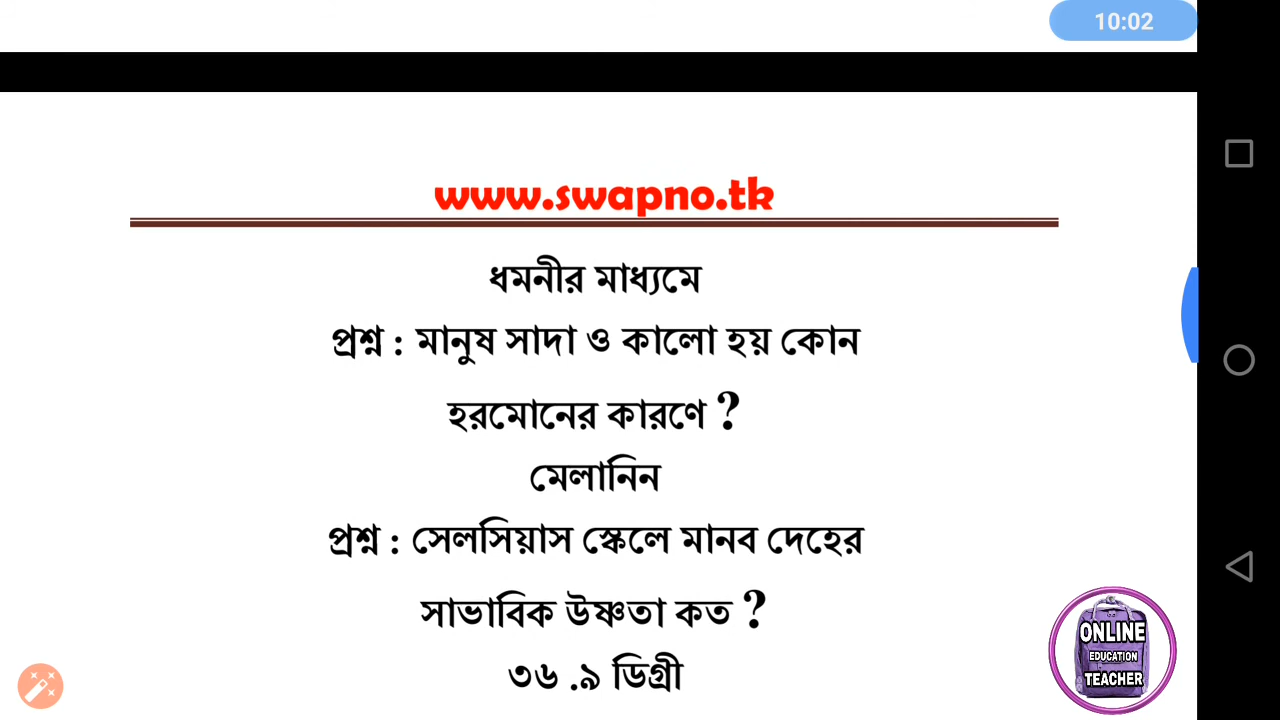 10:02
www.swapno.tk
ধমনীর মাধ্যমে
প্রশ্ন : মানুষ সাদা ও কালো হয় কোন
হরমোনের কারণে ?
মেলানিন
প্রশ্ন : সেলসিয়াস স্কেলে মানব দেহের
সাভাবিক উষ্ণতা কত ?
৩৬ .৯ ডিগ্রী
ONLINE
EDUCATION
TEACHER